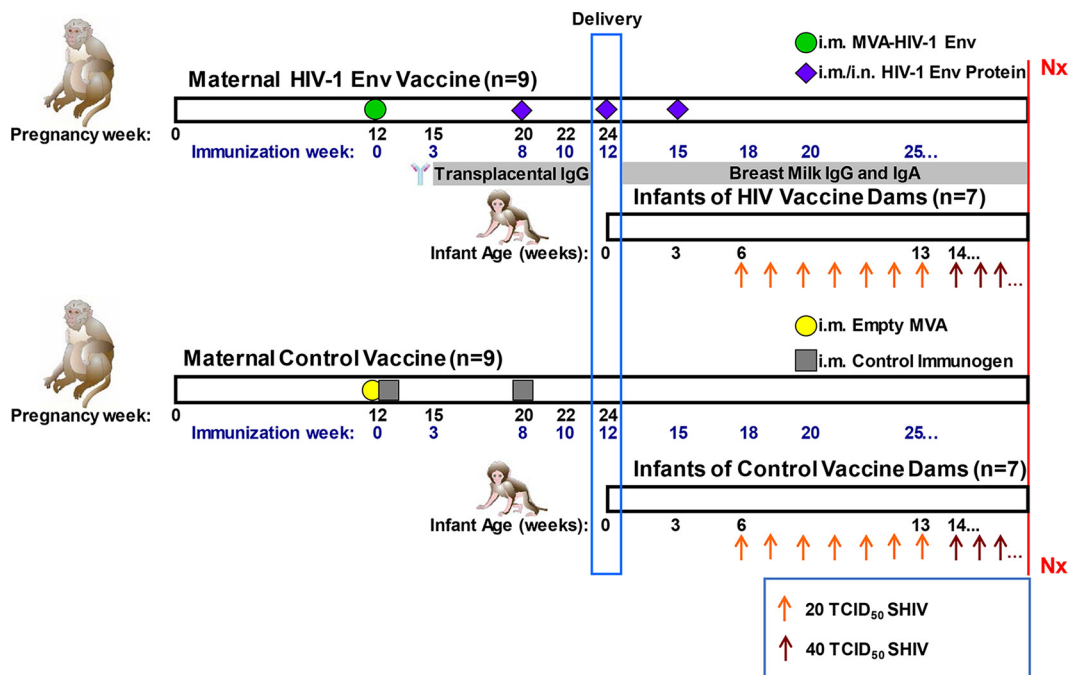 Delivery
i.m. MVA-HIV-1 Env
i.m./i.n. HIV-1 Env Protein
Nx
Maternal HIV-1 Env Vaccine (n=9)
Pregnancy week: 0 12 15 20 22 24
Immunization week: 0 3 8 10 12 15 18 20 25...
Transplacental IgG
Breast Milk IgG and IgA
Infants of HIV Vaccine Dams (n=7)
Infant Age (weeks): 0 3 6 13 14...
...
i.m. Empty MVA
i.m. Control Immunogen
Maternal Control Vaccine (n=9)
Pregnancy week: 0 12 15 20 22 24
Immunization week: 0 3 8 10 12 15 18 20 25...
Infants of Control Vaccine Dams (n=7)
Infant Age (weeks): 0 3 6 13 14...
...
Nx
20 TCID50 SHIV
40 TCID50 SHIV